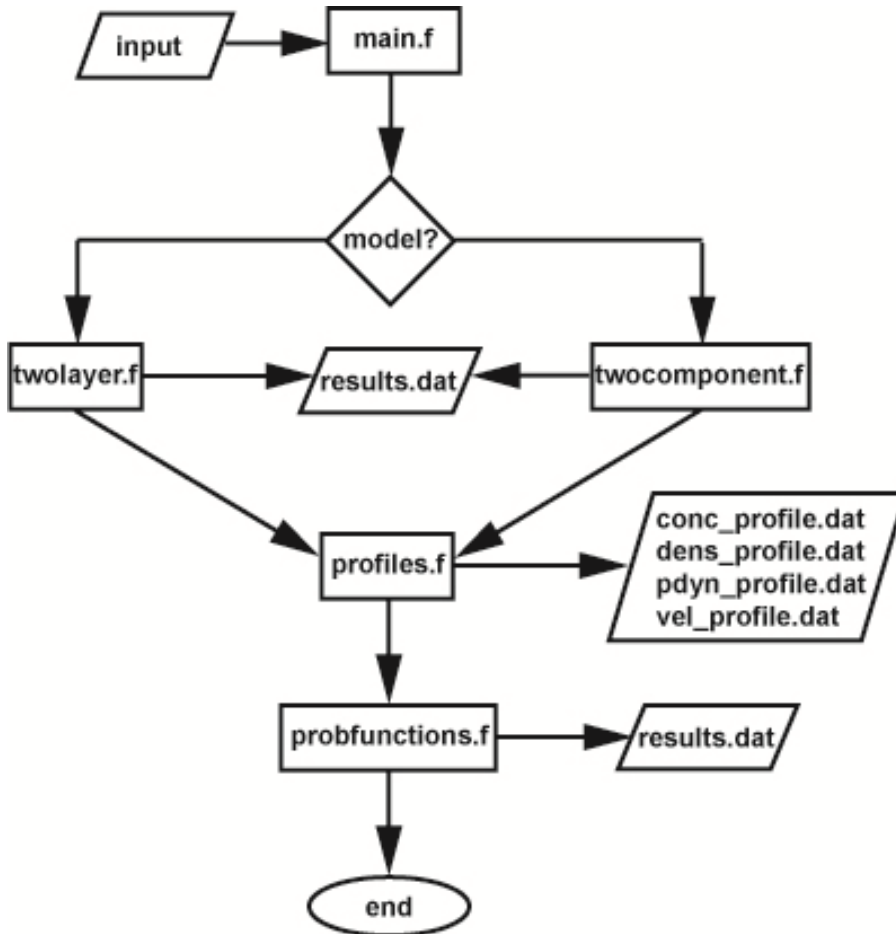 input
main.f
model?
twolayer.f
results.dat
twocomponent.f
profiles.f
conc_profile.dat
dens_profile.dat
pdyn_profile.dat
vel_profile.dat
probfunctions.f
results.dat
end